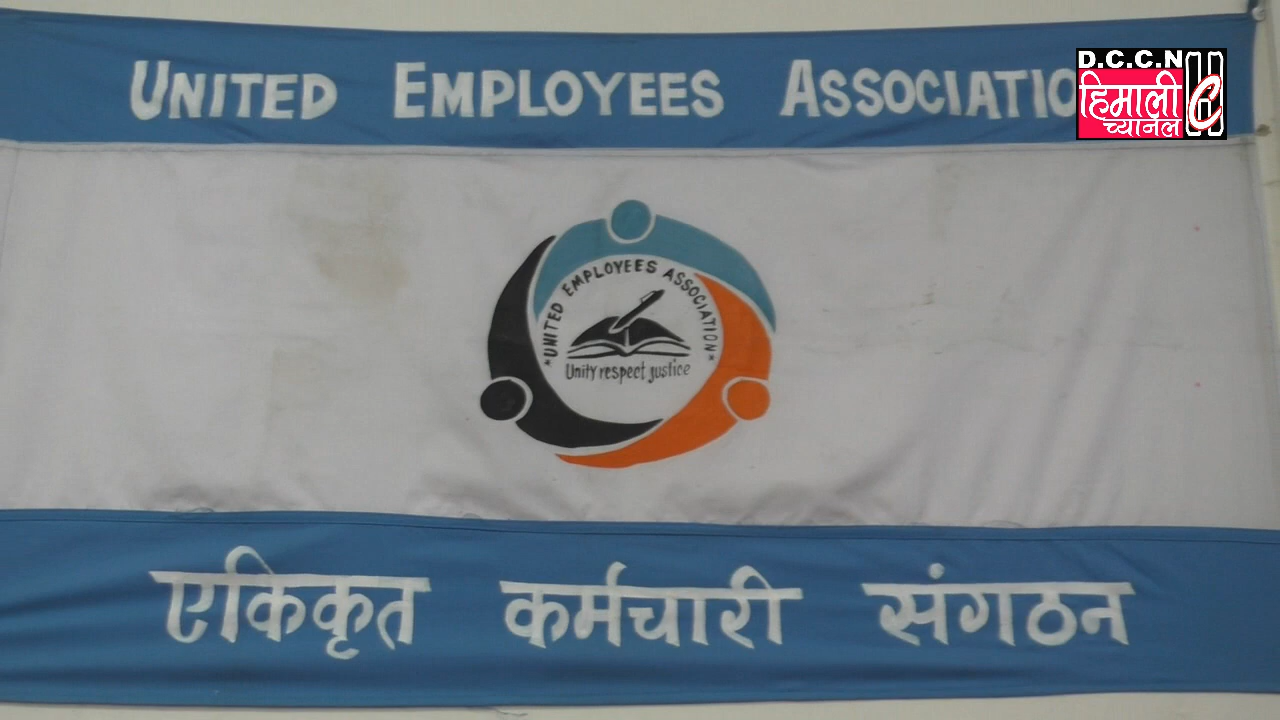 UNITED EMPLOYEES ASSOCIATIO
D.C.C.N
हिमाली
च्यानल
*UNITED EMPLOYEES ASSOCIATION*
Unity respect justice
एकिकृत कर्मचारी संगठन